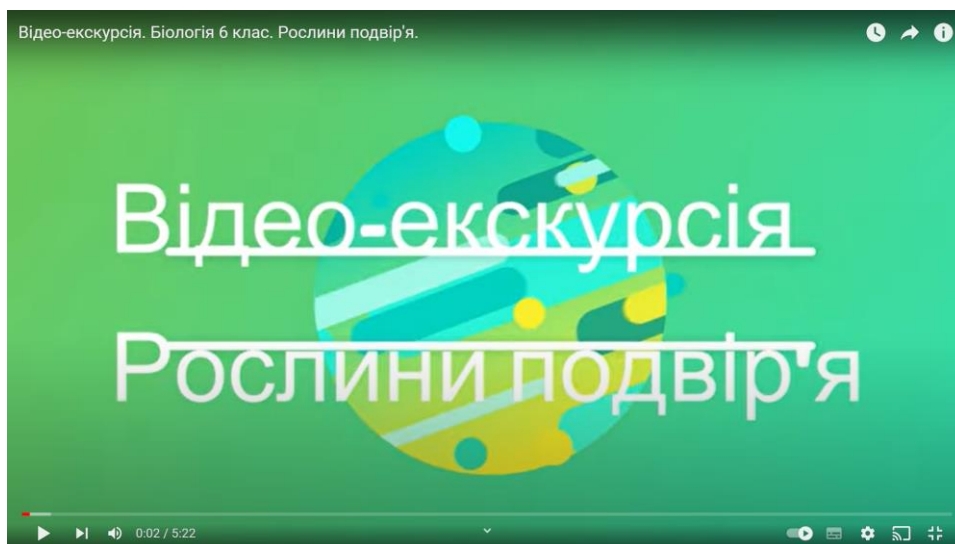 Відео-екскурсія. Біологія 6 клас. Рослини подвір'я.
Відео-екскурсія
Рослини подвір'я
0:02 / 5:22